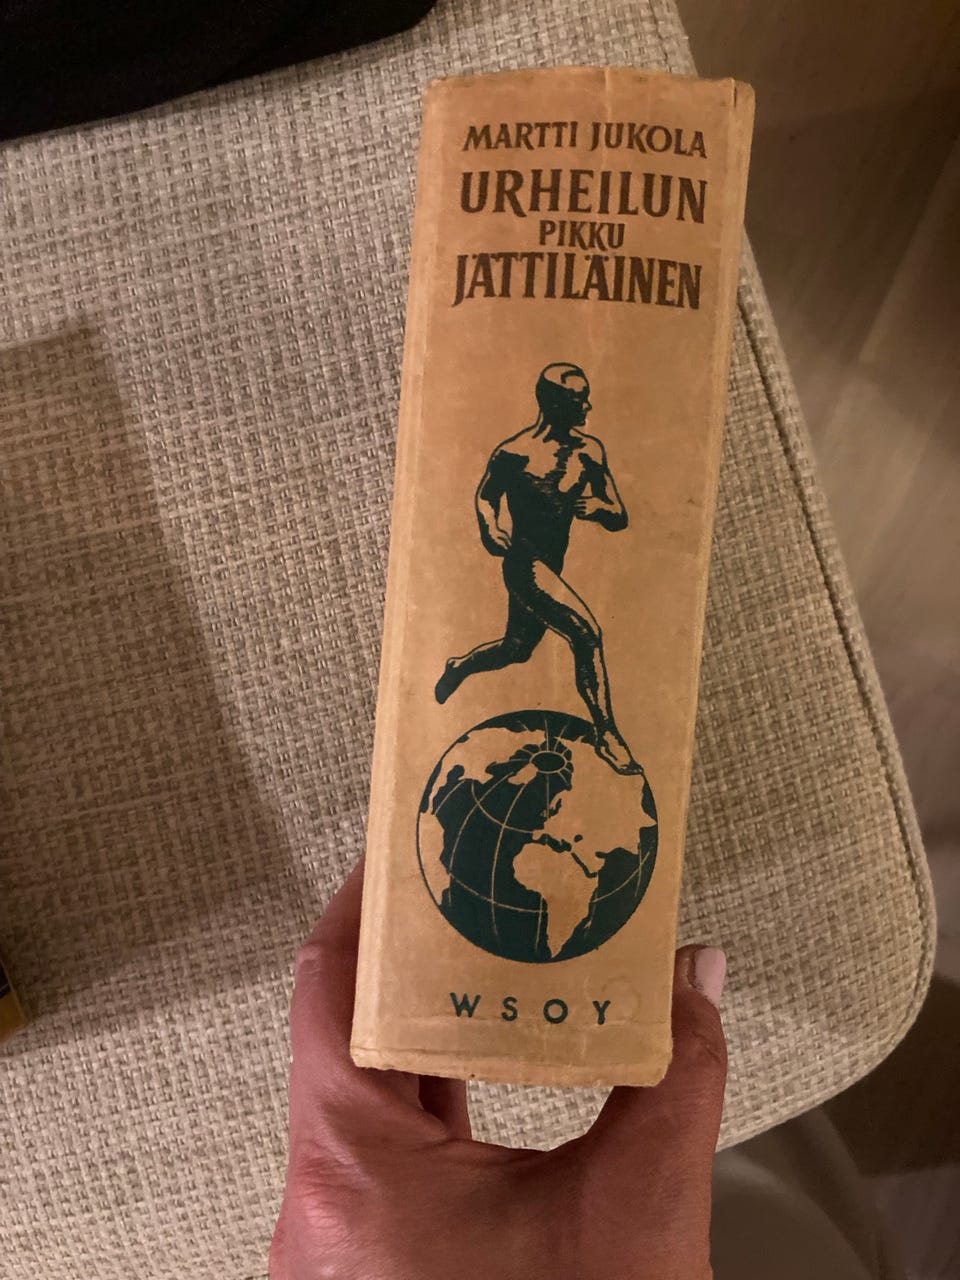 MARTTI JUKOLA
URHEILUN
PIKKU
JÄTTILÄINEN
WSOY